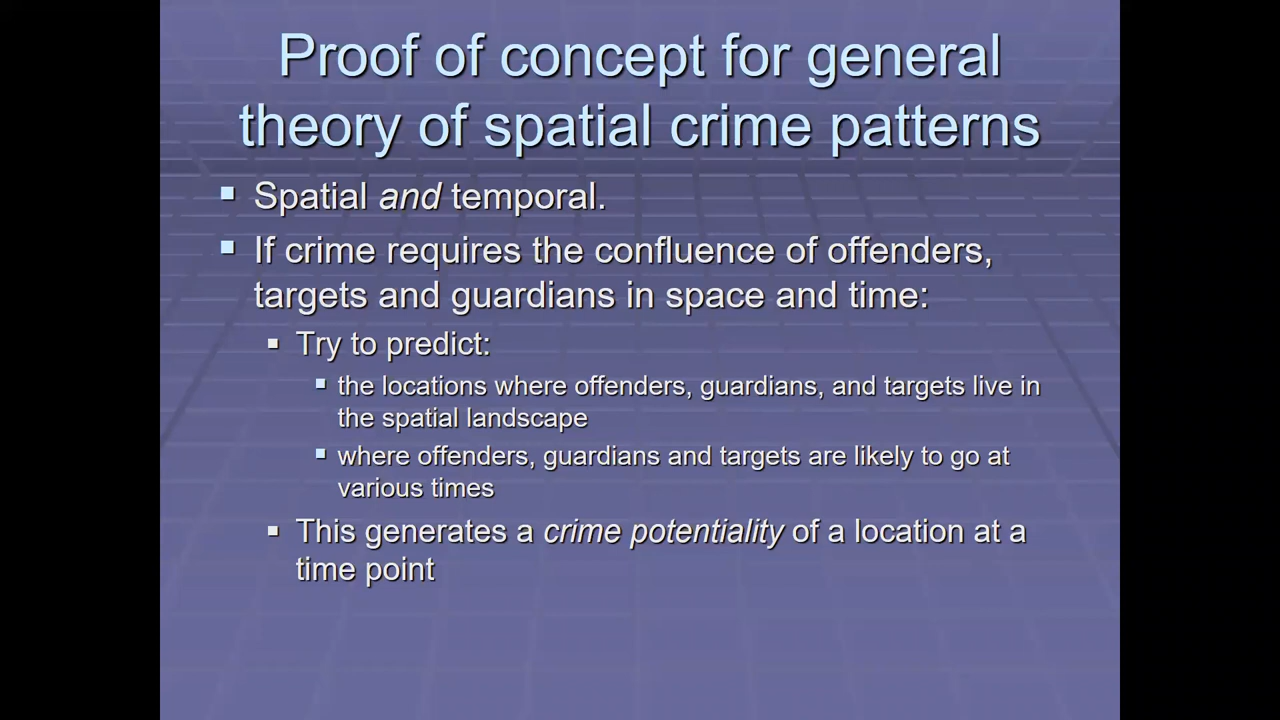 Proof of concept for general
theory of spatial crime patterns
Spatial and temporal.
If crime requires the confluence of offenders,
targets and guardians in space and time:
Try to predict:
the locations where offenders, guardians, and targets live in
the spatial landscape
where offenders, guardians and targets are likely to go at
various times
This generates a crime potentiality of a location at a
time point